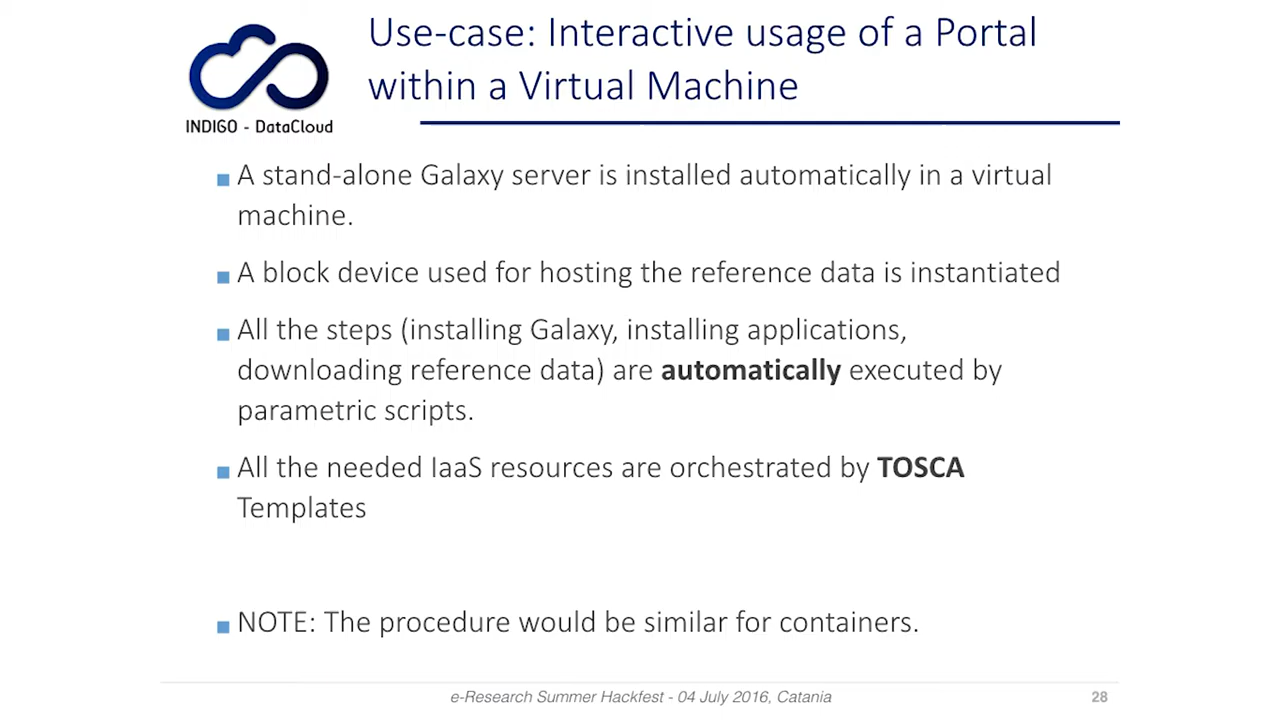 Use-case: Interactive usage of a Portal
within a Virtual Machine
INDIGO - DataCloud
A stand-alone Galaxy server is installed automatically in a virtual
machine.
A block device used for hosting the reference data is instantiated
All the steps (installing Galaxy, installing applications,
downloading reference data) are automatically executed by
parametric scripts.
All the needed IaaS resources are orchestrated by TOSCA
Templates
NOTE: The procedure would be similar for containers.
e-Research Summer Hackfest - 04 July 2016, Catania
28